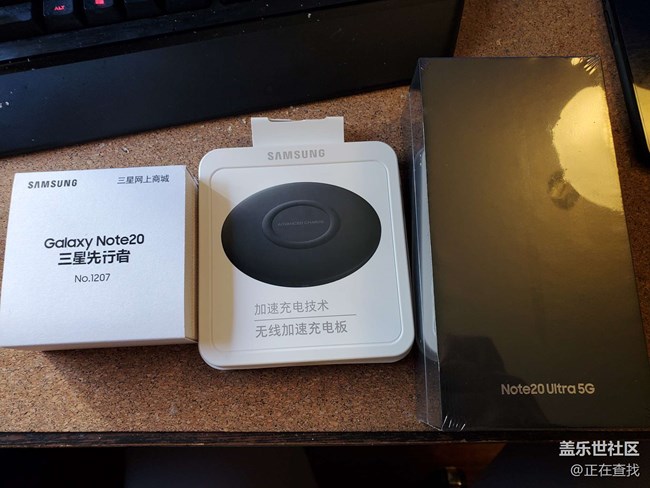 SAMSUNG 三星网上商城
Galaxy Note20
三星先行者
No.1207
SAMSUNG
加速充电技术
无线加速充电板
Note20 Ultra 5G
盖乐世社区
@正在查找